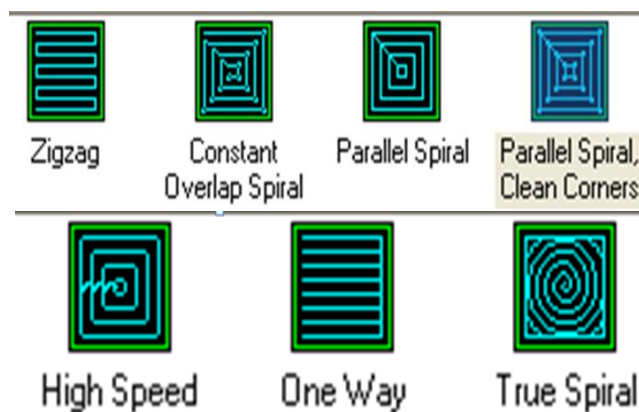 Zigzag
Constant
Overlap Spiral
Parallel Spiral
Parallel Spiral,
Clean Corners
High Speed
One Way
True Spiral